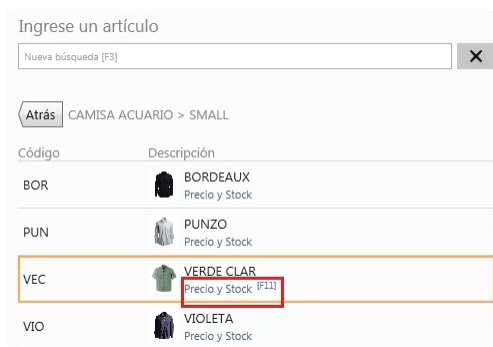 Ingrese un artículo
Nueva búsqueda [F3]
Atrás CAMISA ACUARIO > SMALL
Código Descripción
BOR BORDEAUX
Precio y Stock
PUN PUNZO
Precio y Stock
VEC VERDE CLAR
Precio y Stock [F11]
VIO VIOLETA
Precio y Stock